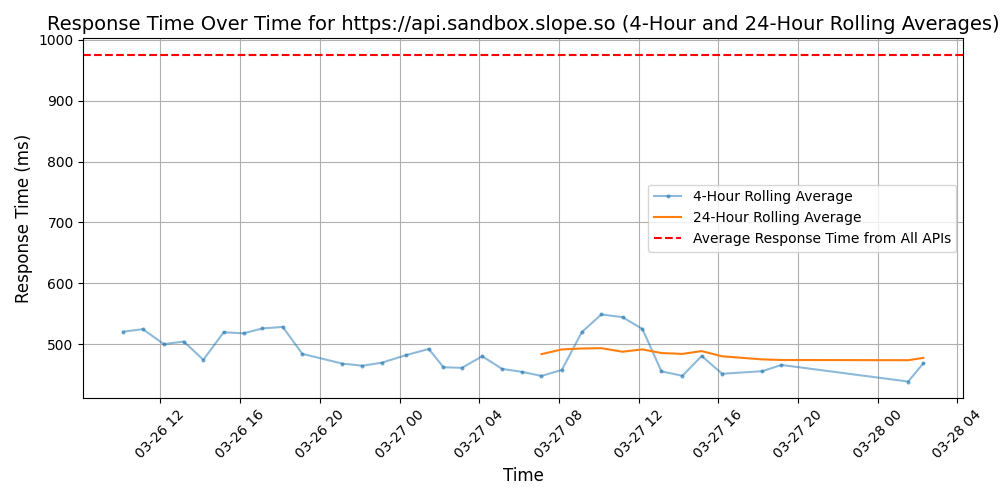 Response Time Over Time for https://api.sandbox.slope.so (4-Hour and 24-Hour Rolling Averages)
Response Time (ms)
1000
900
800
700
600
500
4-Hour Rolling Average
24-Hour Rolling Average
Average Response Time from All APIs
03-26 12
03-26 16
03-26 20
03-27 00
03-27 04
03-27 08
03-27 12
03-27 16
03-27 20
03-28 00
03-28 04
Time